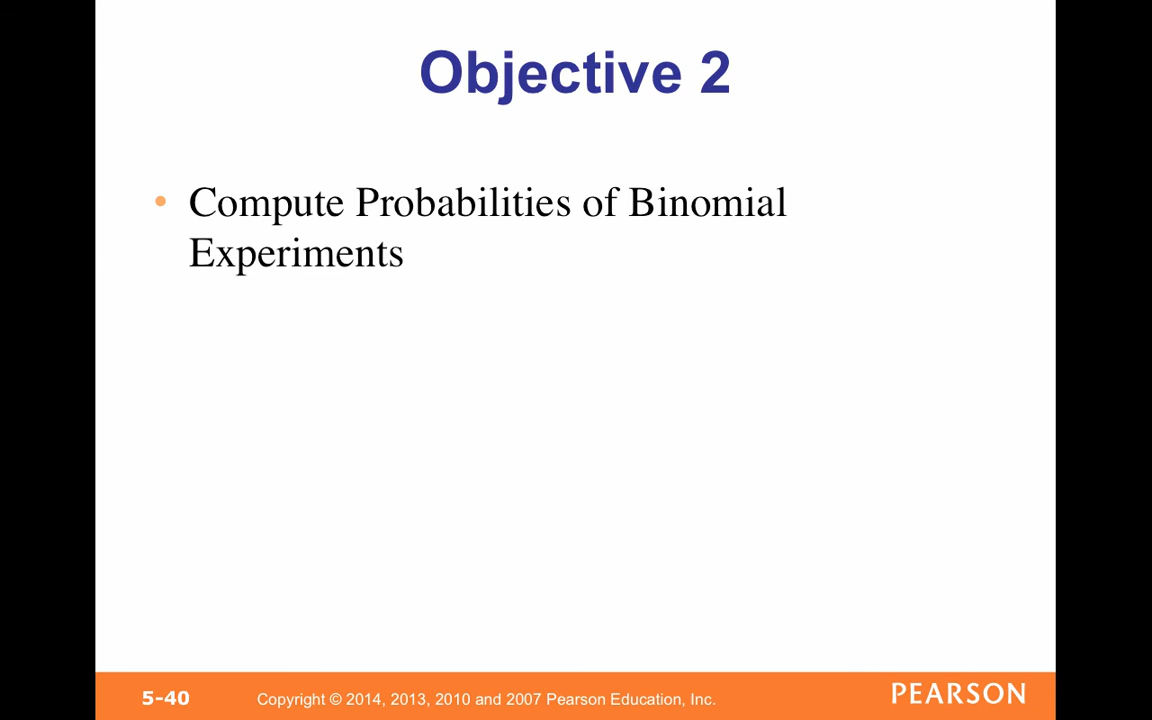 Objective 2
• Compute Probabilities of Binomial
Experiments
5-40 Copyright © 2014, 2013, 2010 and 2007 Pearson Education, Inc. PEARSON